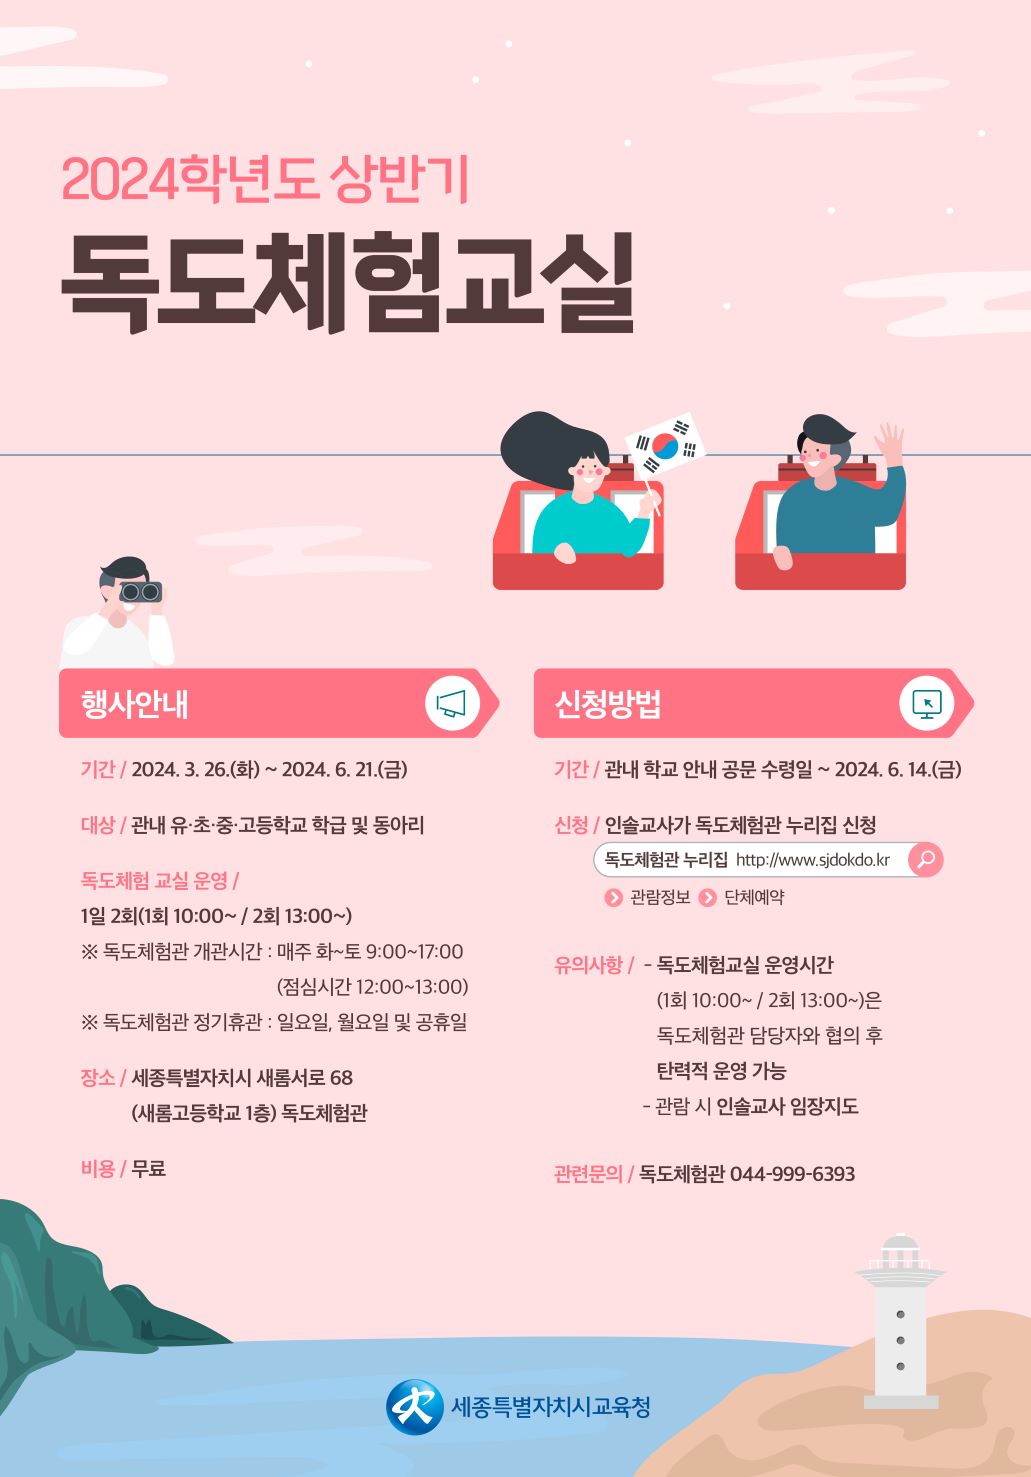 2024학년도 상반기
독도체험교실
행사안내
기간 / 2024. 3. 26.(화) ~ 2024. 6. 21.(금)
대상 / 관내 유·초·중·고등학교 학급 및 동아리
독도체험 교실 운영 /
1일 2회(1회 10:00~ / 2회 13:00~)
※ 독도체험관 개관시간 : 매주 화~토 9:00~17:00
(점심시간 12:00~13:00)
※ 독도체험관 정기휴관 : 일요일, 월요일 및 공휴일
장소 / 세종특별자치시 새롬서로 68
(새롬고등학교 1층) 독도체험관
비용 / 무료
신청방법
기간 / 관내 학교 안내 공문 수령일 ~ 2024. 6. 14.(금)
신청 / 인솔교사가 독도체험관 누리집 신청
독도체험관 누리집 http://www.sjdokdo.kr
관람정보 단체예약
유의사항 / - 독도체험교실 운영시간
(1회 10:00~ / 2회 13:00~)은
독도체험관 담당자와 협의 후
탄력적 운영 가능
- 관람 시 인솔교사 임장지도
관련문의 / 독도체험관 044-999-6393
세종특별자치시교육청